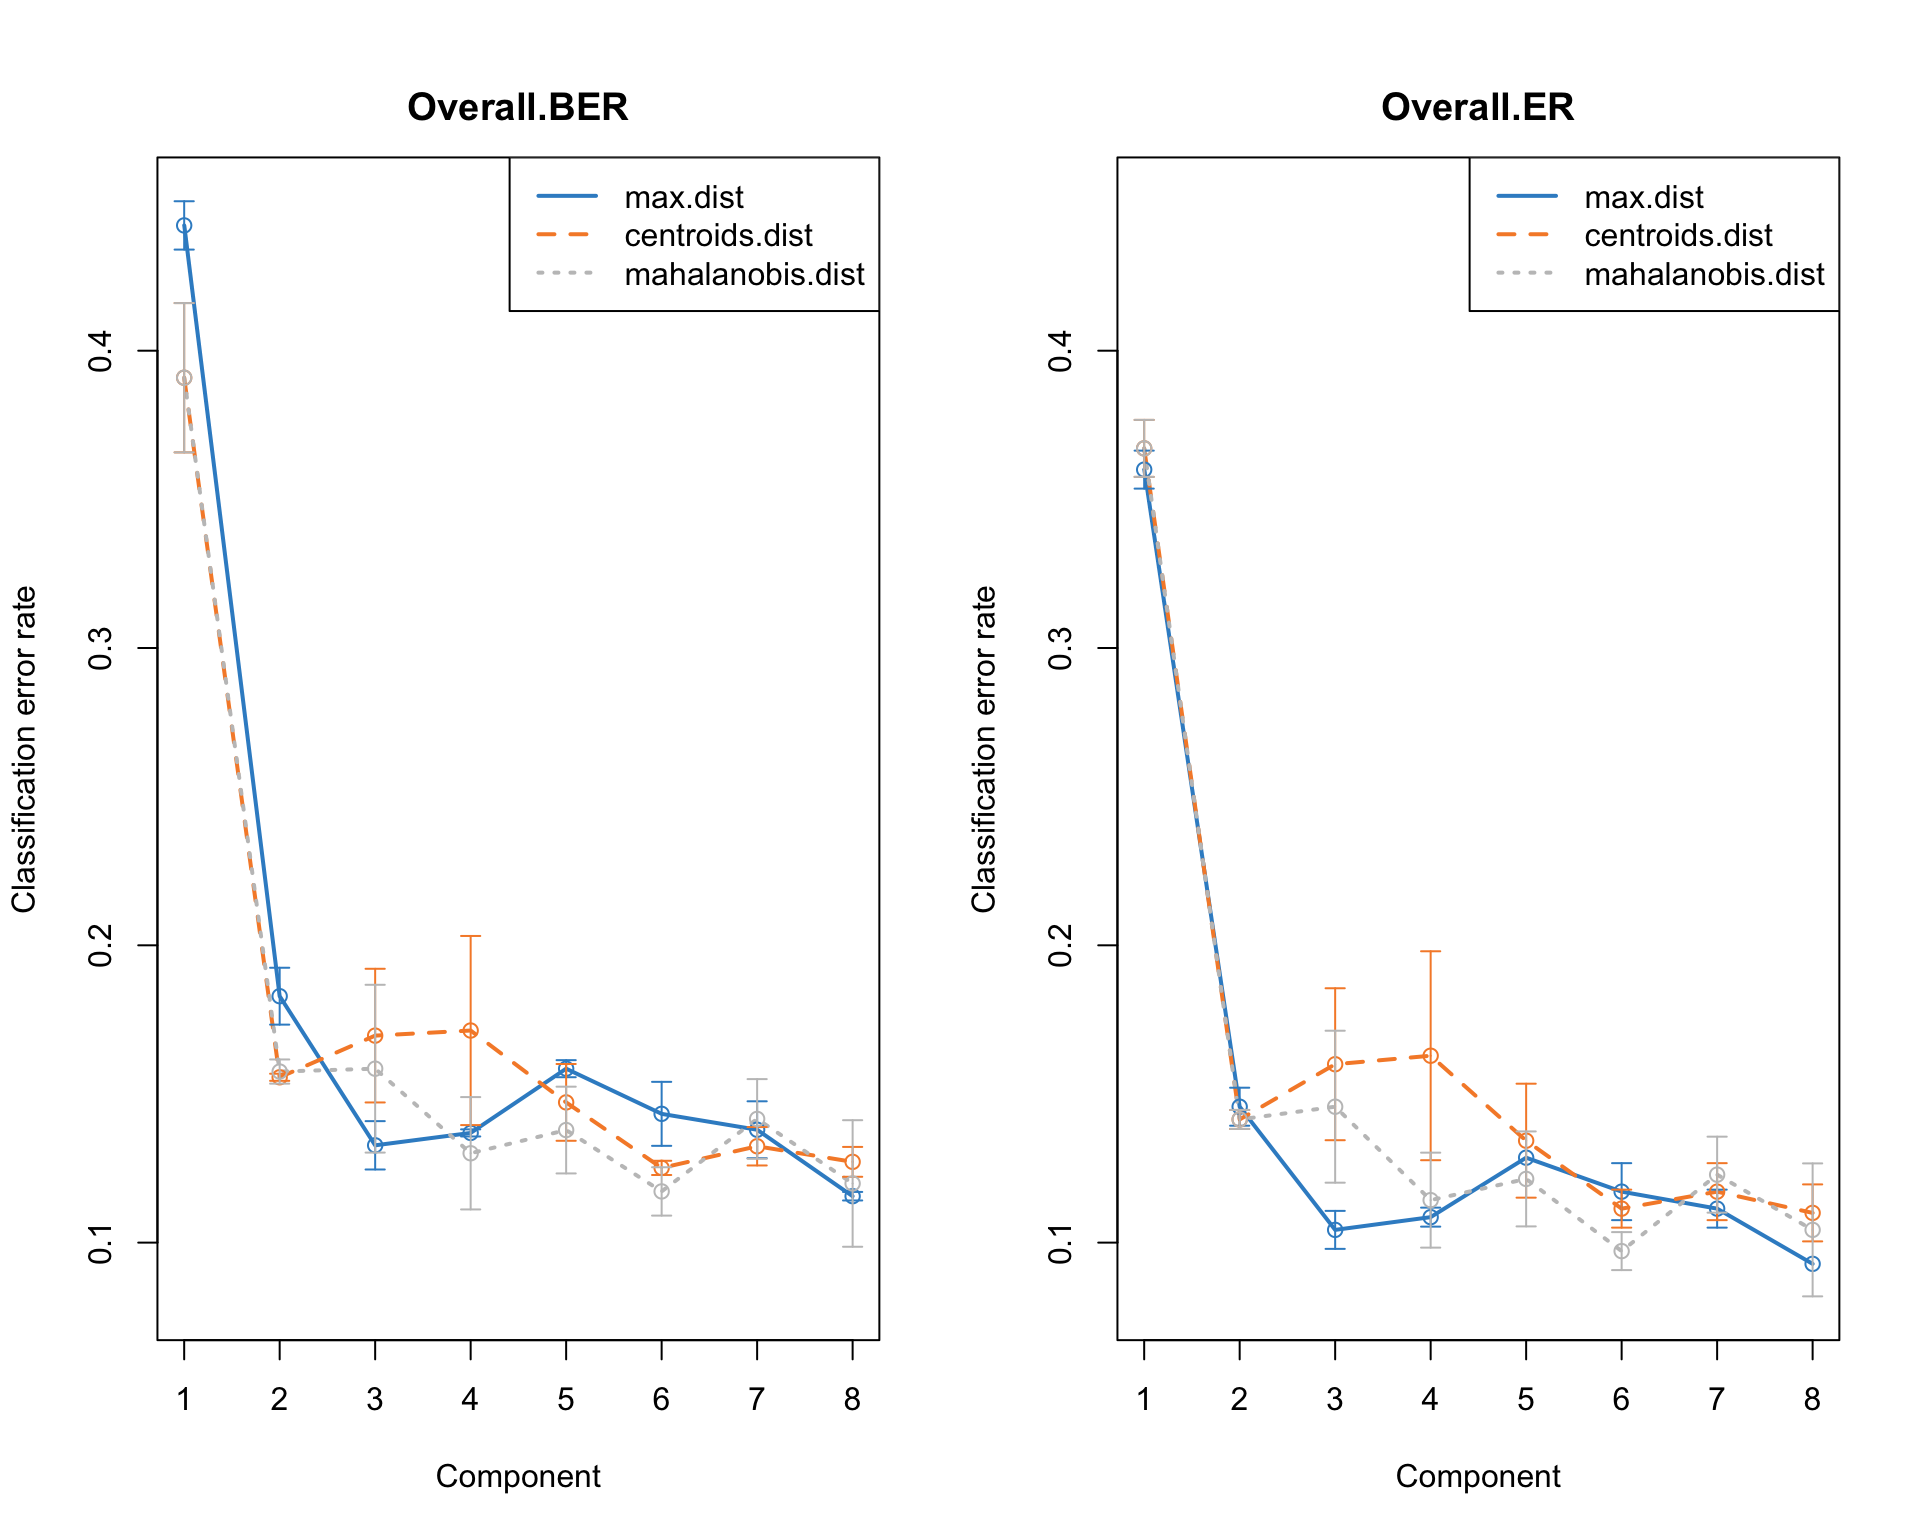 Overall.BER
max.dist
centroids.dist
mahalanobis.dist
Classification error rate
0.4
0.3
0.2
0.1
1 2 3 4 5 6 7 8
Component
Overall.ER
max.dist
centroids.dist
mahalanobis.dist
Classification error rate
0.4
0.3
0.2
0.1
1 2 3 4 5 6 7 8
Component